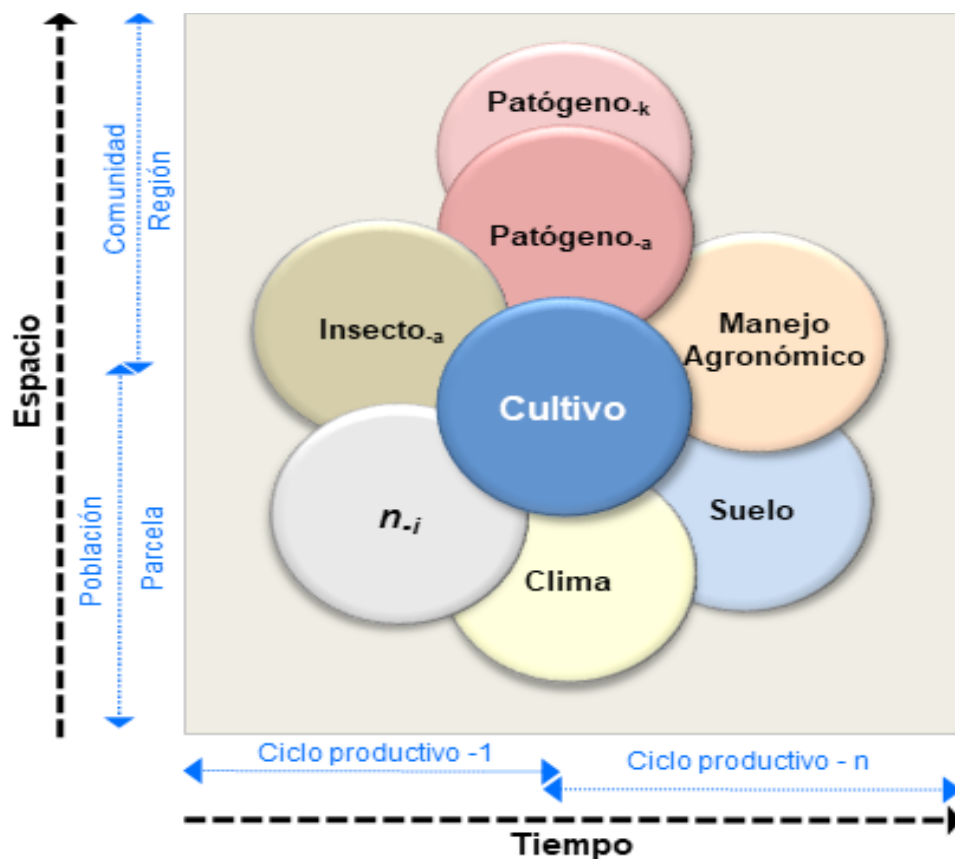 Patógeno-k
Patógeno-a
Insecto-a
Manejo
Agronómico
Cultivo
n-i
Suelo
Clima
Espacio
Comunidad
Región
Población
Parcela
Ciclo productivo -1
Ciclo productivo - n
Tiempo